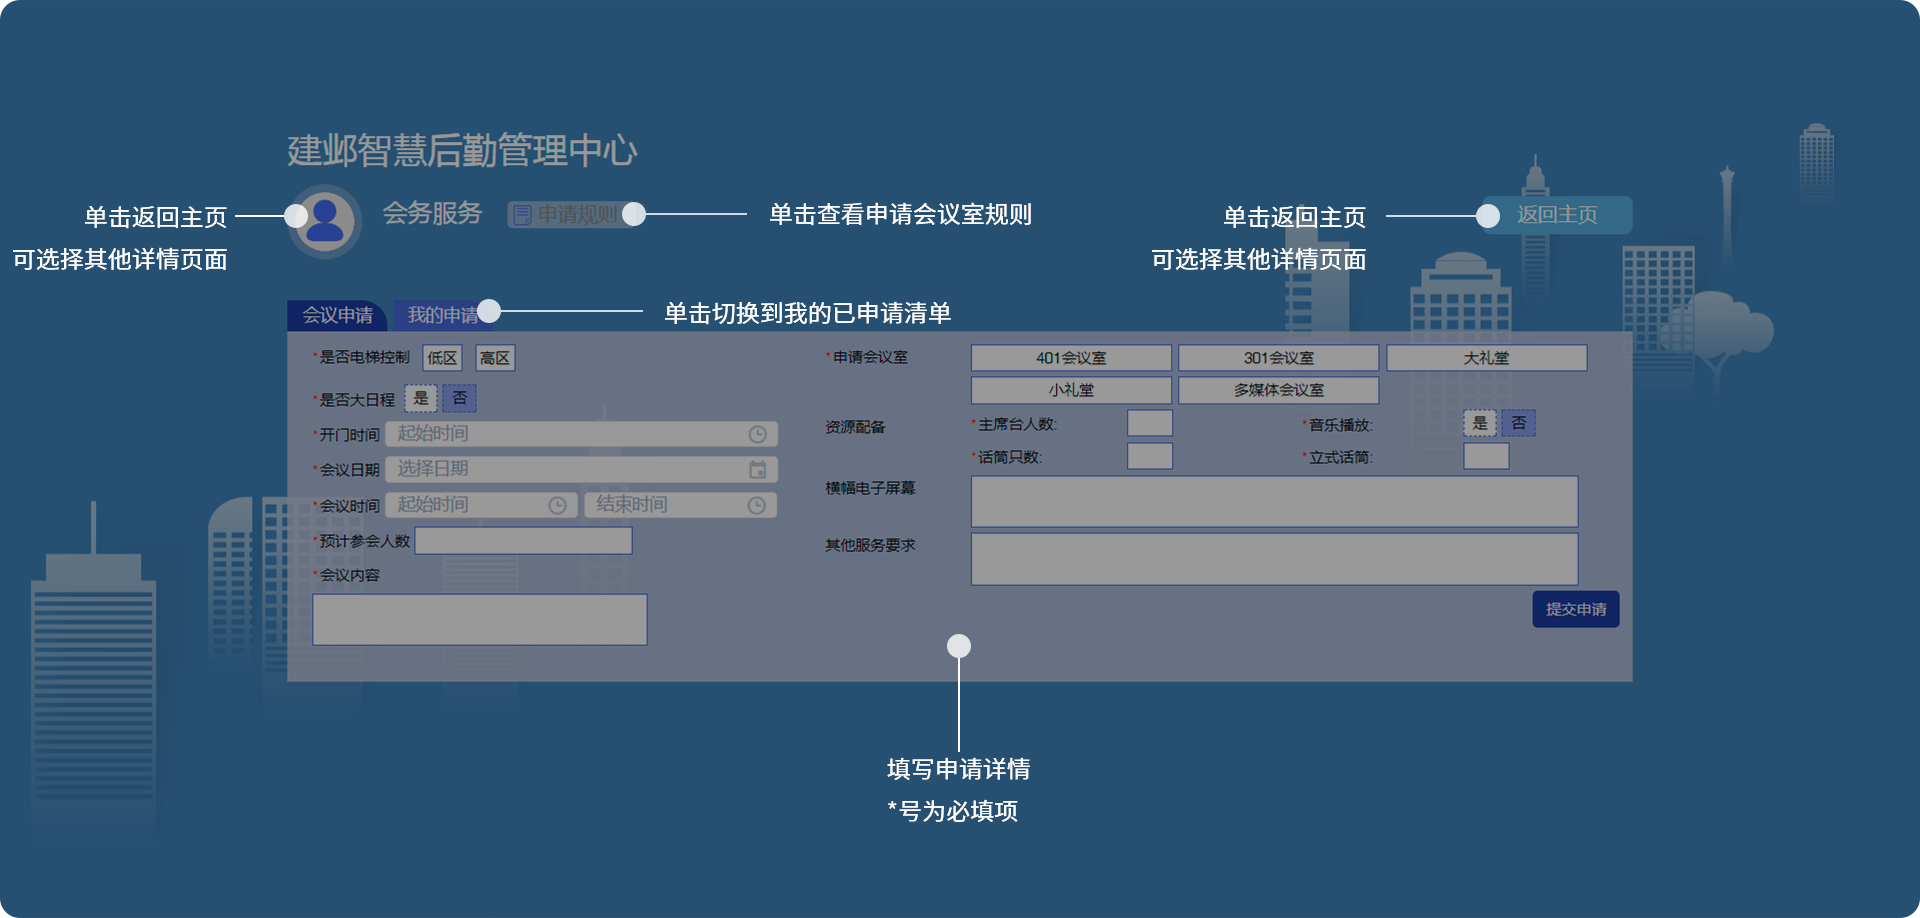 建邺智慧后勤管理中心
单击返回主页
可选择其他详情页面
会务服务
申请规则
单击查看申请会议室规则
单击返回主页
可选择其他详情页面
返回主页
会议申请
我的申请
单击切换到我的已申请清单
*是否电梯控制 低区 高区
*是否大日程 是 否
*开门时间 起始时间
*会议日期 选择日期
*会议时间 起始时间 结束时间
*预计参会人数
*会议内容
*申请会议室 401会议室 301会议室 大礼堂
小礼堂 多媒体会议室
资源配备 *主席台人数: *音乐播放: 是 否
*话筒只数: *立式话筒:
横幅电子屏幕
其他服务要求
提交申请
填写申请详情
*号为必填项